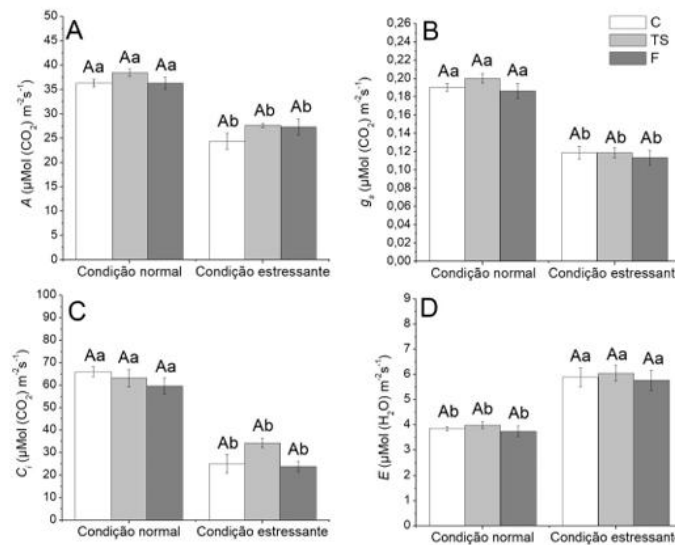 A
A (µMol (CO₂) m⁻²s⁻¹)
50
45
40
35
30
25
20
15
10
5
0
Aa
Aa
Aa
Ab
Ab
Ab
Condição normal
Condição estressante
B
gₛ (µMol (CO₂) m⁻²s⁻¹)
0,26
0,24
0,22
0,20
0,18
0,16
0,14
0,12
0,10
0,08
0,06
0,04
0,02
0,00
C
TS
F
Aa
Aa
Aa
Ab
Ab
Ab
Condição normal
Condição estressante
C
Cᵢ (µMol (CO₂) m⁻²s⁻¹)
100
90
80
70
60
50
40
30
20
10
0
Aa
Aa
Aa
Ab
Ab
Ab
Condição normal
Condição estressante
D
E (µMol (H₂O) m⁻²s⁻¹)
9
8
7
6
5
4
3
2
1
0
Ab
Ab
Ab
Aa
Aa
Aa
Condição normal
Condição estressante